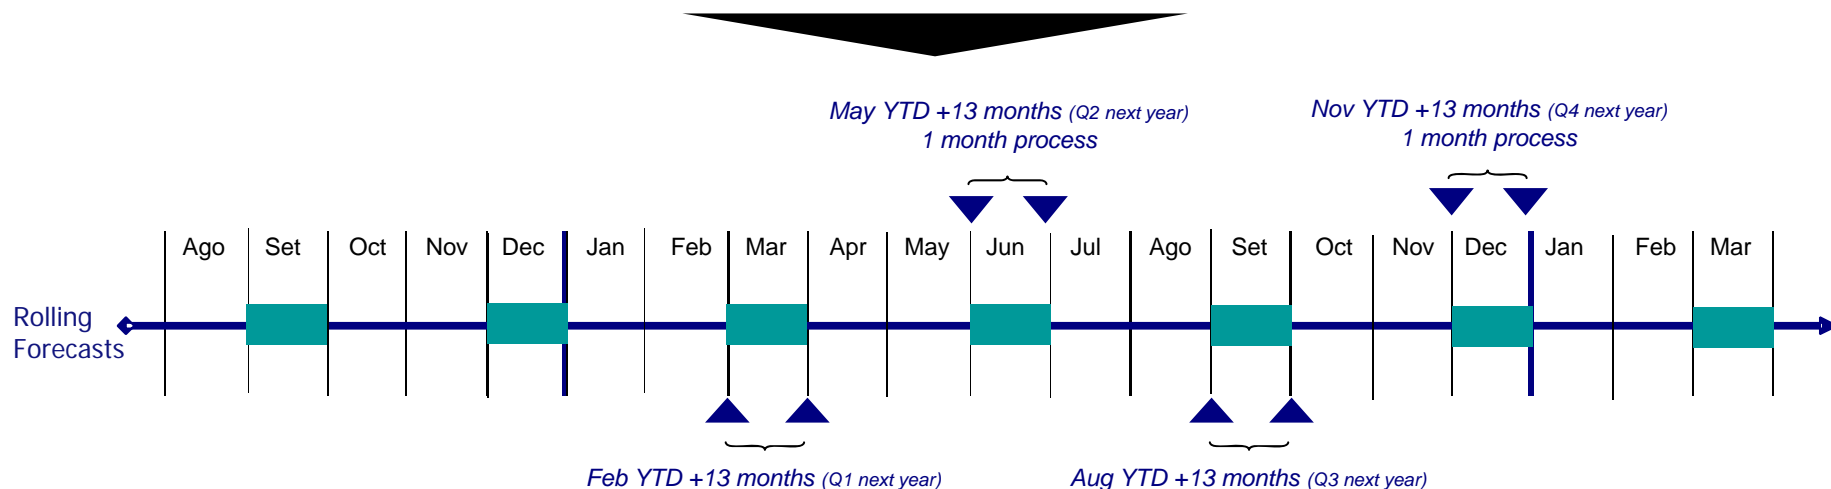 May YTD +13 months (Q2 next year)
1 month process
Nov YTD +13 months (Q4 next year)
1 month process
Ago Set Oct Nov Dec Jan Feb Mar Apr May Jun Jul Ago Set Oct Nov Dec Jan Feb Mar
Rolling
Forecasts
Feb YTD +13 months (Q1 next year)
Aug YTD +13 months (Q3 next year)